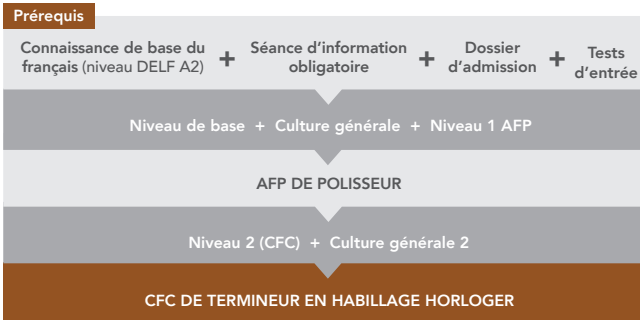 Prérequis
Connaissance de base du français (niveau DELF A2) + Séance d'information obligatoire + Dossier d'admission + Tests d'entrée
Niveau de base + Culture générale + Niveau 1 AFP
AFP DE POLISSEUR
Niveau 2 (CFC) + Culture générale 2
CFC DE TERMINEUR EN HABILLAGE HORLOGER